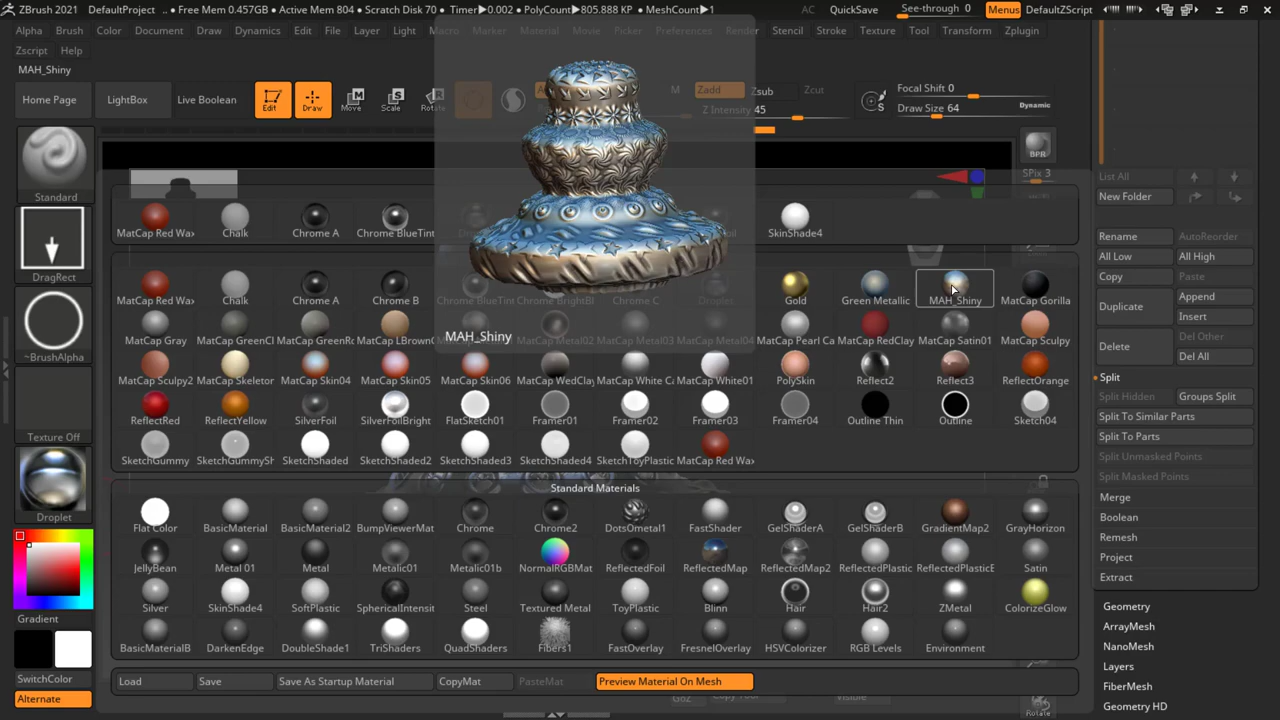 ZBrush 2021 DefaultProject • Free Mem 0.457GB • Active Mem 804 • Scratch Disk 70 • Timer▶0.002 • PolyCount▶805.888 KP • MeshCount▶1 AC QuickSave See-through 0 Menus DefaultZScript
Alpha Brush Color Document Draw Dynamics Edit File Layer Light Macro Marker Material Movie Picker Preferences Render Stencil Stroke Texture Tool Transform Zplugin
Zscript Help
MAH_Shiny
Home Page LightBox Live Boolean Edit Draw Move Scale Rotate M Zadd Zsub Zcut Focal Shift 0
Z Intensity 45 Draw Size 64 Dynamic
BPR
SPix 3
Standard
DragRect
~BrushAlpha
Texture Off
Droplet
Gradient
SwitchColor
Alternate
MatCap Red Wax Chalk Chrome A Chrome BlueTint SkinShade4
MatCap Red Wax Chalk Chrome A Chrome B Chrome BlueTint Chrome BrightBl Chrome C Droplet Gold Green Metallic MAH_Shiny MatCap Gorilla
MatCap Gray MatCap GreenCl MatCap GreenRo MatCap LBrown MatCap Metal02 MatCap Metal03 MatCap Metal04 MatCap Pearl Ca MatCap RedClay MatCap Satin01 MatCap Sculpy
MAH_Shiny
MatCap Sculpy2 MatCap Skeletor MatCap Skin04 MatCap Skin05 MatCap Skin06 MatCap WedClay MatCap White C MatCap White01 PolySkin Reflect2 Reflect3 ReflectOrange
ReflectRed ReflectYellow SilverFoil SilverFoilBright FlatSketch01 Framer01 Framer02 Framer03 Framer04 Outline Thin Outline Sketch04
SketchGummy SketchGummySh SketchShaded SketchShaded2 SketchShaded3 SketchShaded4 SketchToyPlastic MatCap Red Wax
Standard Materials
Flat Color BasicMaterial BasicMaterial2 BumpViewerMat Chrome Chrome2 DotsOmetal1 FastShader GelShaderA GelShaderB GradientMap2 GrayHorizon
JellyBean Metal 01 Metal Metalic01 Metalic01b NormalRGBMat ReflectedFoil ReflectedMap ReflectedMap2 ReflectedPlastic ReflectedPlasticB Satin
Silver SkinShade4 SoftPlastic SphericalIntensit Steel Textured Metal ToyPlastic Blinn Hair Hair2 ZMetal ColorizeGlow
BasicMaterialB DarkenEdge DoubleShade1 TriShaders QuadShaders Fibers1 FastOverlay FresnelOverlay HSVColorizer RGB Levels Environment
Load Save Save As Startup Material CopyMat PasteMat Preview Material On Mesh
GoZ Copy Tool Visible
Rotate
List All
New Folder
Rename AutoReorder
All Low All High
Copy Paste
Duplicate Append
Insert
Delete Del Other
Del All
Split
Split Hidden Groups Split
Split To Similar Parts
Split To Parts
Split Unmasked Points
Split Masked Points
Merge
Boolean
Remesh
Project
Extract
Geometry
ArrayMesh
NanoMesh
Layers
FiberMesh
Geometry HD